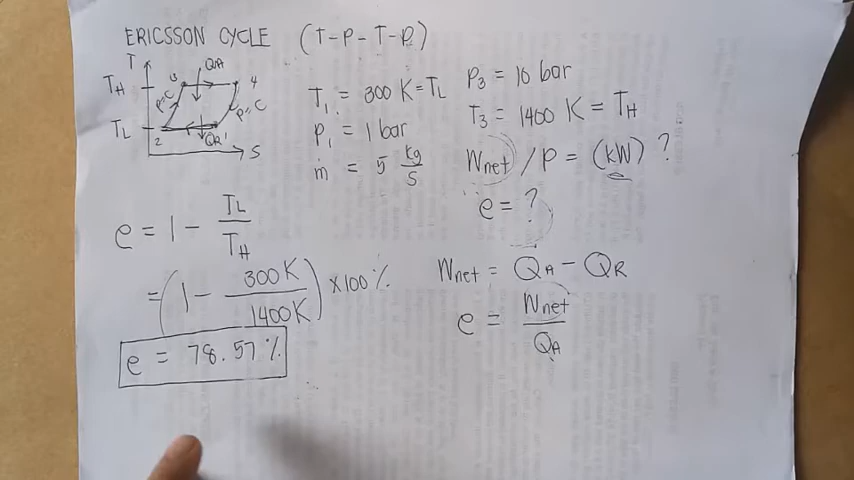 ERICSSON CYCLE (T-P-T-P)
T
QA
TH
3
4
P=C
P=C
TL
2
QR
1
S
T1 = 300 K = TL
P1 = 1 bar
ṁ = 5 kg/s
P3 = 10 bar
T3 = 1400 K = TH
Wnet / P = (kW) ?
e = ?
e = 1 - TL/TH
= (1 - 300K/1400K) × 100 %
e = 78.57 %
Wnet = QA - QR
e = Wnet/QA